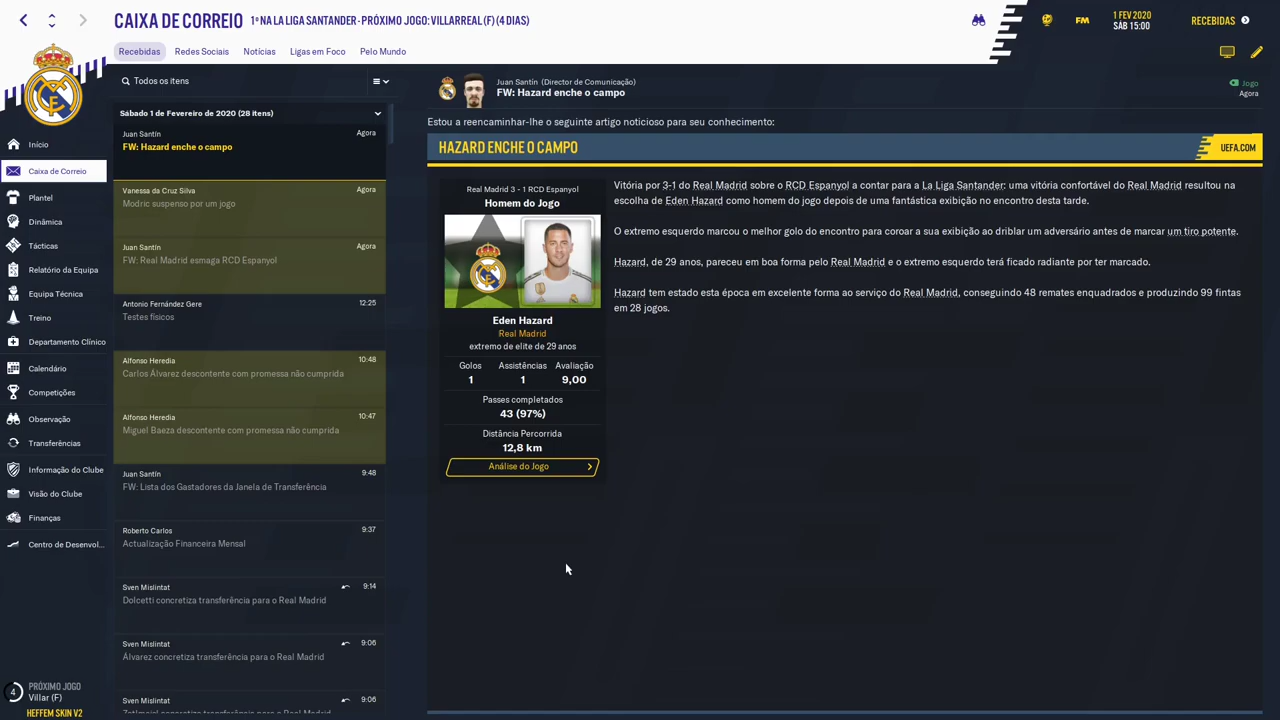 CAIXA DE CORREIO
1º NA LA LIGA SANTANDER · PRÓXIMO JOGO: VILLARREAL (F) (4 DIAS)
FM
1 FEV 2020
SÁB 15:00
RECEBIDAS
Recebidas
Redes Sociais
Notícias
Ligas em Foco
Pelo Mundo
Início
Caixa de Correio
Plantel
Dinâmica
Tácticas
Relatório da Equipa
Equipa Técnica
Treino
Departamento Clínico
Calendário
Competições
Observação
Transferências
Informação do Clube
Visão do Clube
Finanças
Centro de Desenvol...
4
PRÓXIMO JOGO
Villar (F)
HEFFEM SKIN V2
Todos os itens
Sábado 1 de Fevereiro de 2020 (28 itens)
Juan Santín Agora
FW: Hazard enche o campo
Vanessa da Cruz Silva Agora
Modric suspenso por um jogo
Juan Santín Agora
FW: Real Madrid esmaga RCD Espanyol
Antonio Fernández Gere 12:25
Testes físicos
Alfonso Heredia 10:48
Carlos Álvarez descontente com promessa não cumprida
Alfonso Heredia 10:47
Miguel Baeza descontente com promessa não cumprida
Juan Santín 9:48
FW: Lista dos Gastadores da Janela de Transferência
Roberto Carlos 9:37
Actualização Financeira Mensal
Sven Mislintat 9:14
Dolcetti concretiza transferência para o Real Madrid
Sven Mislintat 9:06
Álvarez concretiza transferência para o Real Madrid
Sven Mislintat 9:06
Juan Santín (Director de Comunicação)
FW: Hazard enche o campo
Jogo
Agora
Estou a reencaminhar-lhe o seguinte artigo noticioso para seu conhecimento:
HAZARD ENCHE O CAMPO
UEFA.COM
Real Madrid 3 - 1 RCD Espanyol
Homem do Jogo
Eden Hazard
Real Madrid
extremo de elite de 29 anos
Golos Assistências Avaliação
1 1 9,00
Passes completados
43 (97%)
Distância Percorrida
12,8 km
Análise do Jogo
Vitória por 3-1 do Real Madrid sobre o RCD Espanyol a contar para a La Liga Santander: uma vitória confortável do Real Madrid resultou na
escolha de Eden Hazard como homem do jogo depois de uma fantástica exibição no encontro desta tarde.
O extremo esquerdo marcou o melhor golo do encontro para coroar a sua exibição ao driblar um adversário antes de marcar um tiro potente.
Hazard, de 29 anos, pareceu em boa forma pelo Real Madrid e o extremo esquerdo terá ficado radiante por ter marcado.
Hazard tem estado esta época em excelente forma ao serviço do Real Madrid, conseguindo 48 remates enquadrados e produzindo 99 fintas
em 28 jogos.